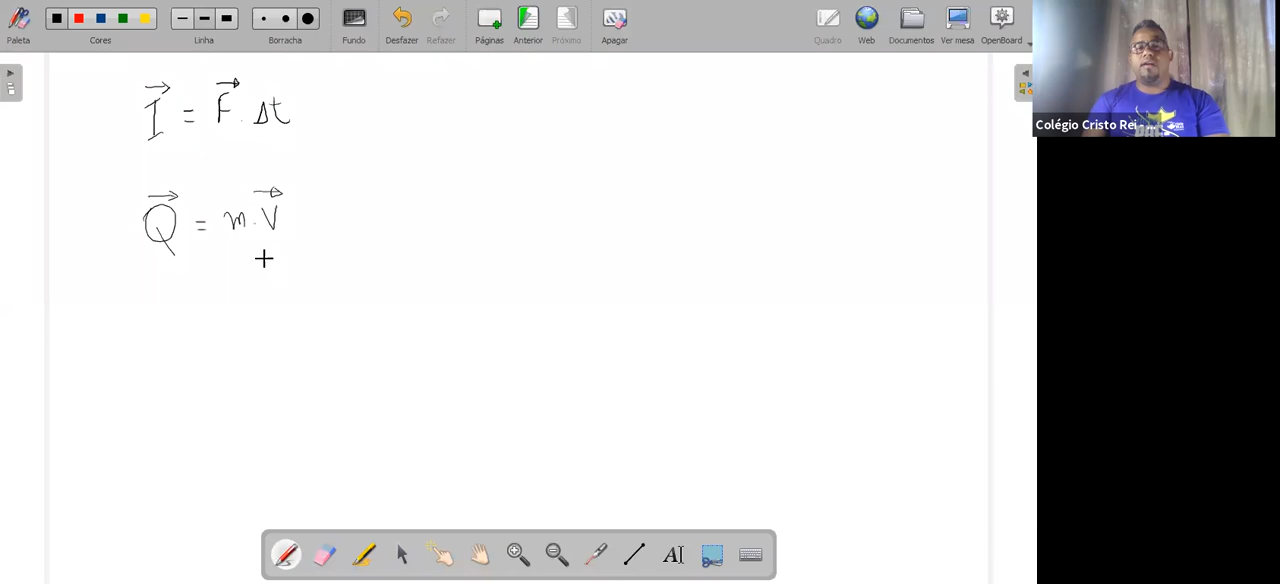 Paleta
Cores
Linha
Borracha
Fundo
Desfazer
Refazer
Páginas
Anterior
Próximo
Apagar
Quadro
Web
Documentos
Ver mesa
OpenBoard
Colégio Cristo Rei - ...
I⃗ = F⃗ . Δt
Q⃗ = m . V⃗
AI